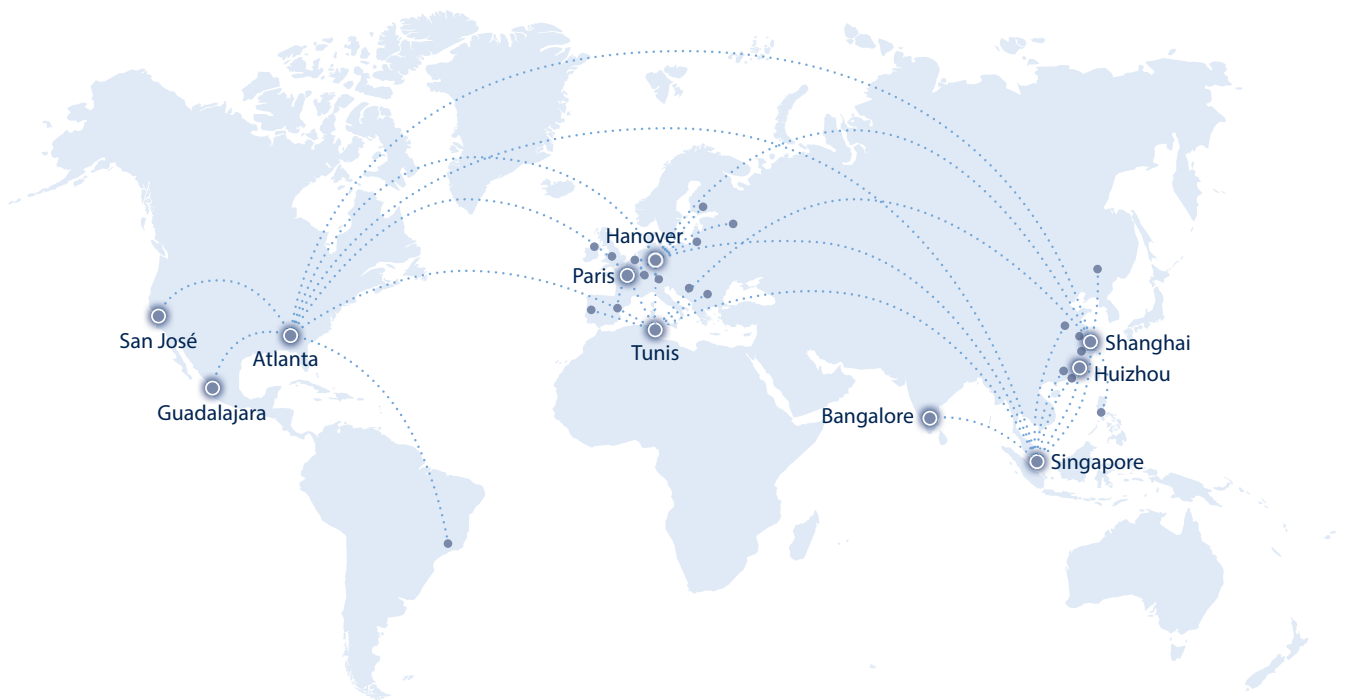 Hanover
Paris
San José
Atlanta
Tunis
Shanghai
Huizhou
Guadalajara
Bangalore
Singapore